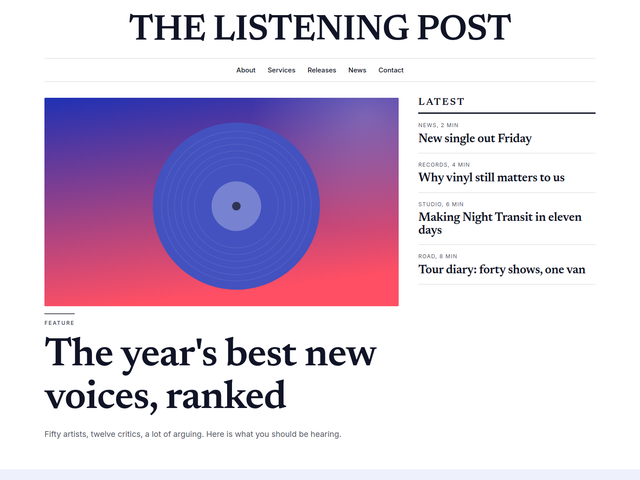 THE LISTENING POST
About Services Releases News Contact
FEATURE
The year's best new
voices, ranked
Fifty artists, twelve critics, a lot of arguing. Here is what you should be hearing.
LATEST
NEWS, 2 MIN
New single out Friday
RECORDS, 4 MIN
Why vinyl still matters to us
STUDIO, 6 MIN
Making Night Transit in eleven
days
ROAD, 8 MIN
Tour diary: forty shows, one van